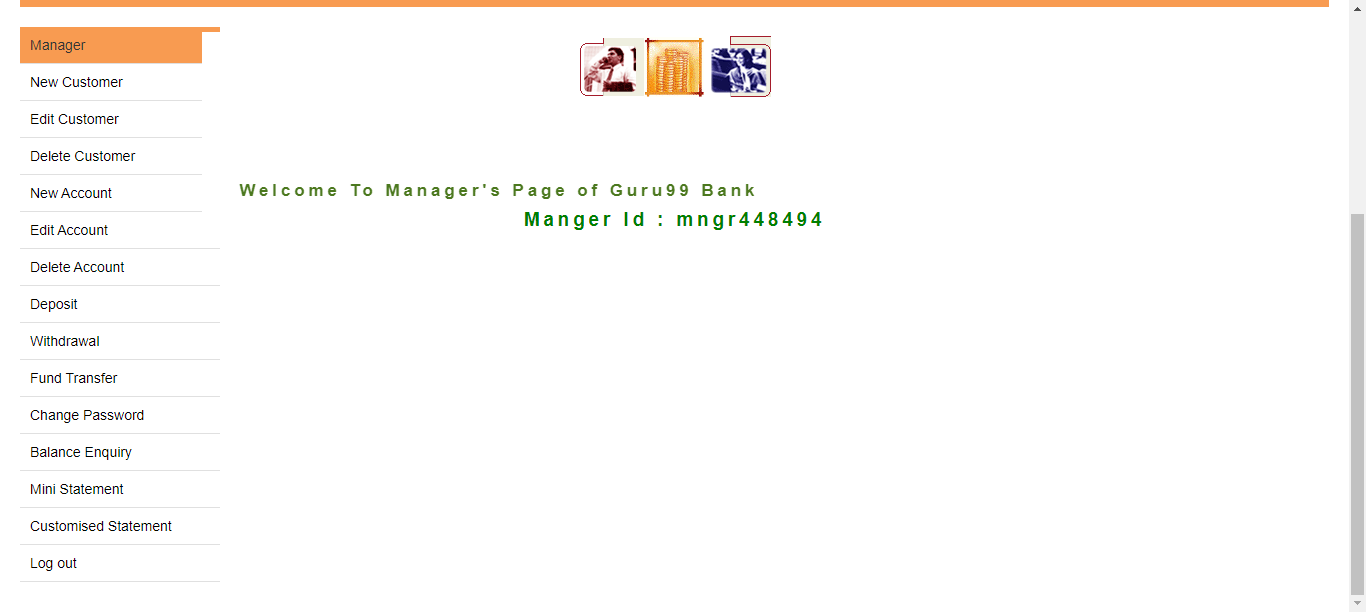 Manager
New Customer
Edit Customer
Delete Customer
New Account
Edit Account
Delete Account
Deposit
Withdrawal
Fund Transfer
Change Password
Balance Enquiry
Mini Statement
Customised Statement
Log out
Welcome To Manager's Page of Guru99 Bank
Manger Id : mngr448494